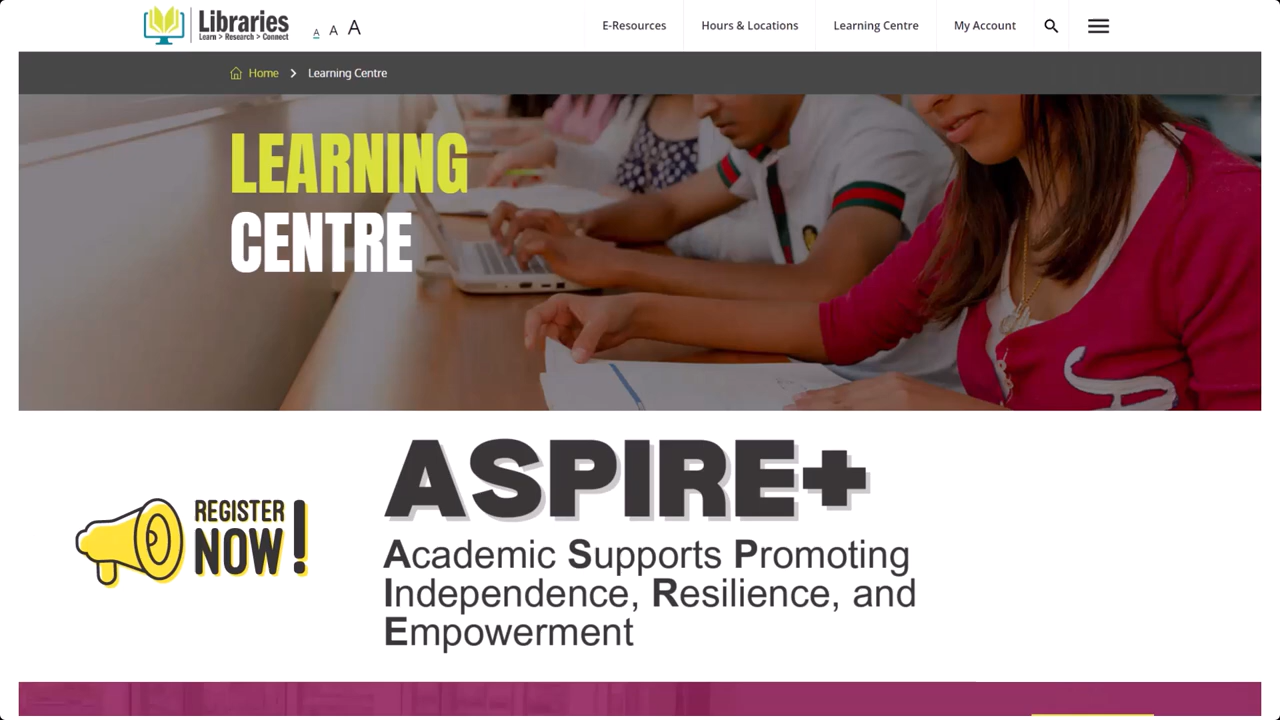 Libraries
Learn > Research > Connect
A A A
E-Resources
Hours & Locations
Learning Centre
My Account
Home > Learning Centre
LEARNING
CENTRE
REGISTER
NOW!
ASPIRE+
Academic Supports Promoting
Independence, Resilience, and
Empowerment